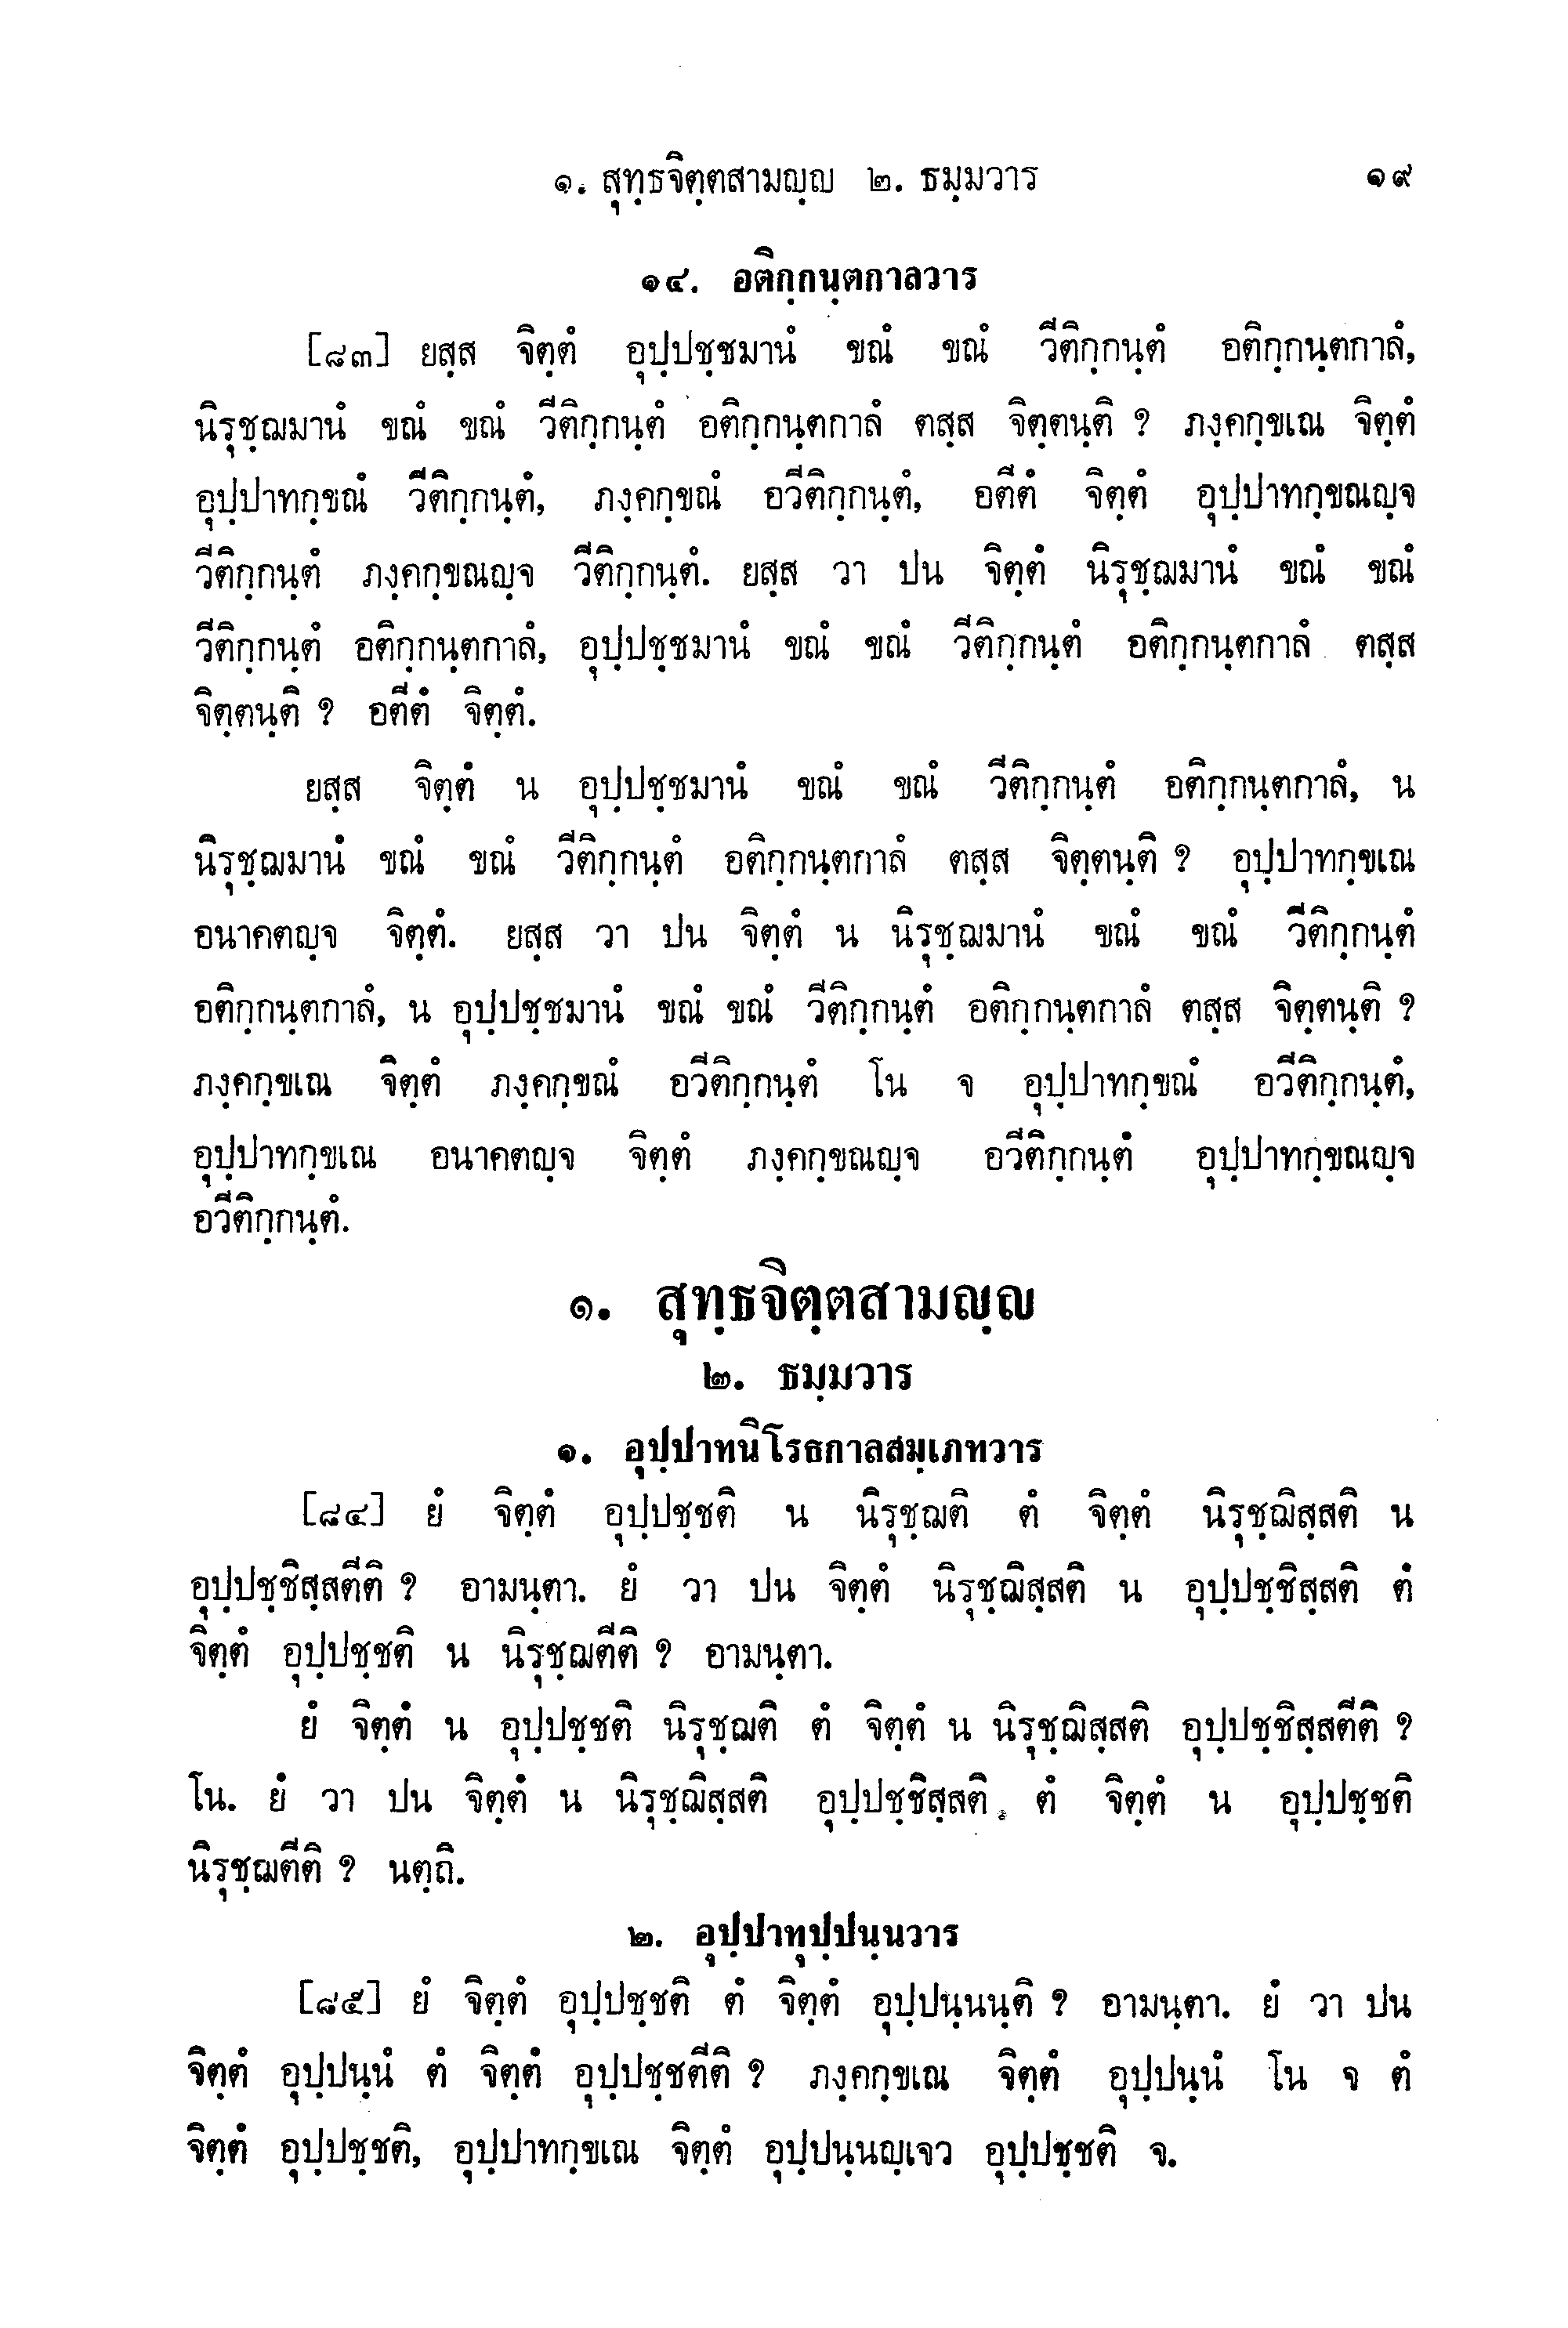 ๑. สุทฺธจิตฺตสามญฺญ ๒. ธมฺมวาร ๑๙
๑๔. อติกฺกนฺตกาลวาร
[๘๓] ยสฺส จิตฺตํ อุปฺปชฺชมานํ ขณํ ขณํ วีติกฺกนฺตํ อติกฺกนฺตกาลํ,
นิรุชฺฌมานํ ขณํ ขณํ วีติกฺกนฺตํ อติกฺกนฺตกาลํ ตสฺส จิตฺตนฺติ ? ภงฺคกฺขเณ จิตฺตํ
อุปฺปาทกฺขณํ วีติกฺกนฺตํ, ภงฺคกฺขณํ อวีติกฺกนฺตํ, อตีตํ จิตฺตํ อุปฺปาทกฺขณญฺจ
วีติกฺกนฺตํ ภงฺคกฺขณญฺจ วีติกฺกนฺตํ. ยสฺส วา ปน จิตฺตํ นิรุชฺฌมานํ ขณํ ขณํ
วีติกฺกนฺตํ อติกฺกนฺตกาลํ, อุปฺปชฺชมานํ ขณํ ขณํ วีติกฺกนฺตํ อติกฺกนฺตกาลํ ตสฺส
จิตฺตนฺติ ? อตีตํ จิตฺตํ.
ยสฺส จิตฺตํ น อุปฺปชฺชมานํ ขณํ ขณํ วีติกฺกนฺตํ อติกฺกนฺตกาลํ, น
นิรุชฺฌมานํ ขณํ ขณํ วีติกฺกนฺตํ อติกฺกนฺตกาลํ ตสฺส จิตฺตนฺติ ? อุปฺปาทกฺขเณ
อนาคตญฺจ จิตฺตํ. ยสฺส วา ปน จิตฺตํ น นิรุชฺฌมานํ ขณํ ขณํ วีติกฺกนฺตํ
อติกฺกนฺตกาลํ, น อุปฺปชฺชมานํ ขณํ ขณํ วีติกฺกนฺตํ อติกฺกนฺตกาลํ ตสฺส จิตฺตนฺติ ?
ภงฺคกฺขเณ จิตฺตํ ภงฺคกฺขณํ อวีติกฺกนฺตํ โน จ อุปฺปาทกฺขณํ อวีติกฺกนฺตํ,
อุปฺปาทกฺขเณ อนาคตญฺจ จิตฺตํ ภงฺคกฺขณญฺจ อวีติกฺกนฺตํ อุปฺปาทกฺขณญฺจ
อวีติกฺกนฺตํ.
๑. สุทฺธจิตฺตสามญฺญ
๒. ธมฺมวาร
๑. อุปฺปาทนิโรธกาลสมฺเภทวาร
[๘๔] ยํ จิตฺตํ อุปฺปชฺชติ น นิรุชฺฌติ ตํ จิตฺตํ นิรุชฺฌิสฺสติ น
อุปฺปชฺชิสฺสตีติ ? อามนฺตา. ยํ วา ปน จิตฺตํ นิรุชฺฌิสฺสติ น อุปฺปชฺชิสฺสติ ตํ
จิตฺตํ อุปฺปชฺชติ น นิรุชฺฌตีติ ? อามนฺตา.
ยํ จิตฺตํ น อุปฺปชฺชติ นิรุชฺฌติ ตํ จิตฺตํ น นิรุชฺฌิสฺสติ อุปฺปชฺชิสฺสตีติ ?
โน. ยํ วา ปน จิตฺตํ น นิรุชฺฌิสฺสติ อุปฺปชฺชิสฺสติ ตํ จิตฺตํ น อุปฺปชฺชติ
นิรุชฺฌตีติ ? นตฺถิ.
๒. อุปฺปาทุปฺปนฺนวาร
[๘๕] ยํ จิตฺตํ อุปฺปชฺชติ ตํ จิตฺตํ อุปฺปนฺนนฺติ ? อามนฺตา. ยํ วา ปน
จิตฺตํ อุปฺปนฺนํ ตํ จิตฺตํ อุปฺปชฺชตีติ ? ภงฺคกฺขเณ จิตฺตํ อุปฺปนฺนํ โน จ ตํ
จิตฺตํ อุปฺปชฺชติ, อุปฺปาทกฺขเณ จิตฺตํ อุปฺปนฺนญฺเจว อุปฺปชฺชติ จ.